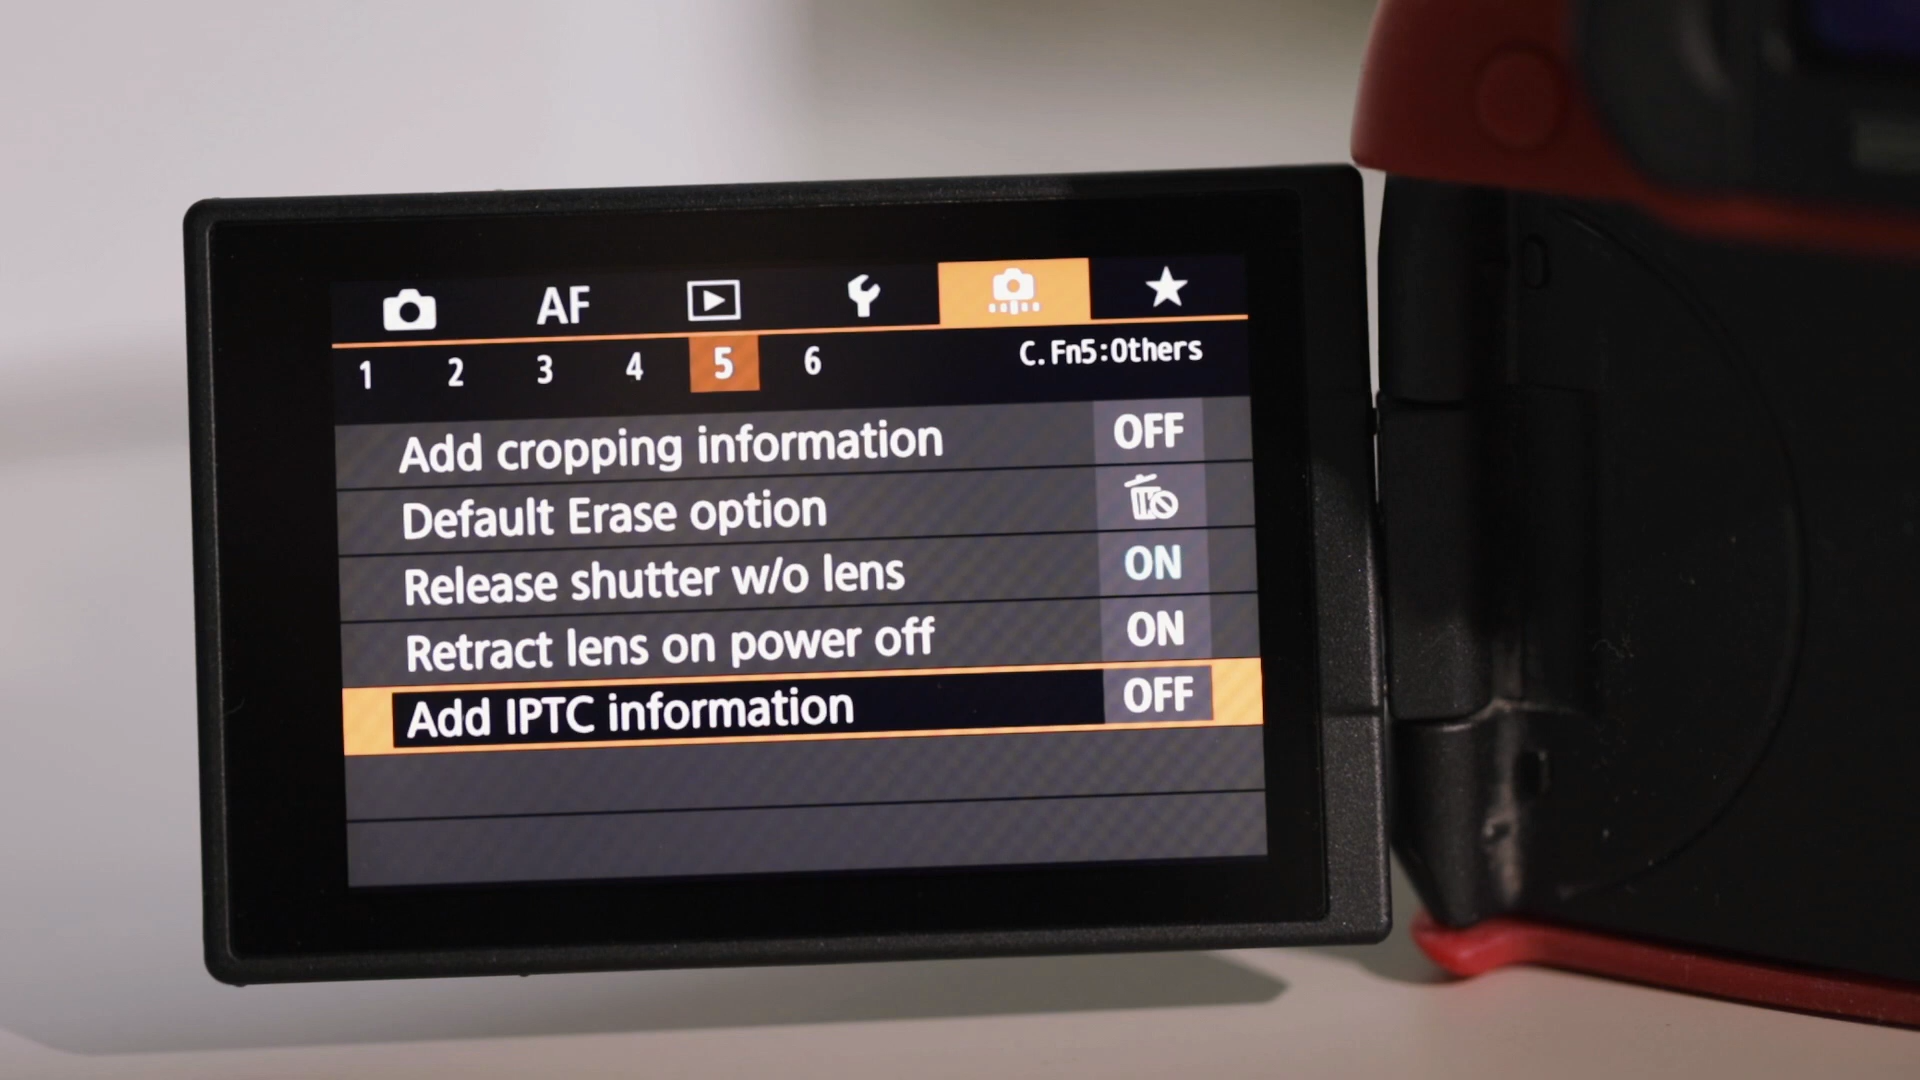 AF
1 2 3 4 5 6 C.Fn5:Others
Add cropping information OFF
Default Erase option
Release shutter w/o lens ON
Retract lens on power off ON
Add IPTC information OFF